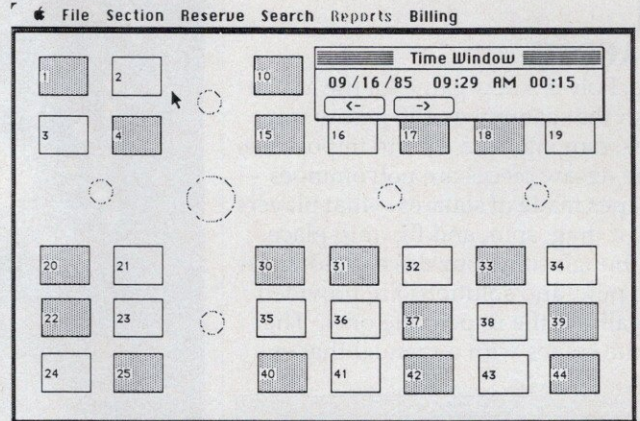 File Section Reserve Search Reports Billing
Time Window
09/16/85 09:29 AM 00:15
<- ->
1 2 10
3 4 15 16 17 18 19
20 21 30 31 32 33 34
22 23 35 36 37 38 39
24 25 40 41 42 43 44